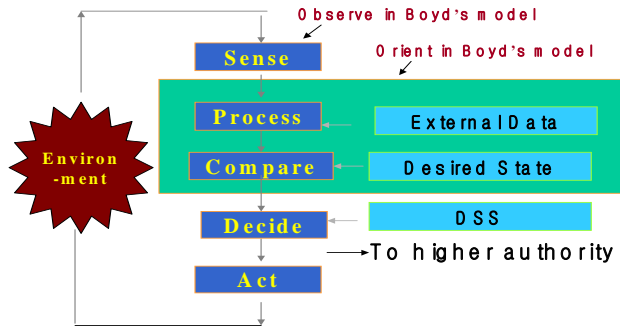 Observe in Boyd's model
Orient in Boyd's model
Sense
Process
External Data
Environ
-ment
Compare
Desired State
Decide
DSS
To higher authority
Act